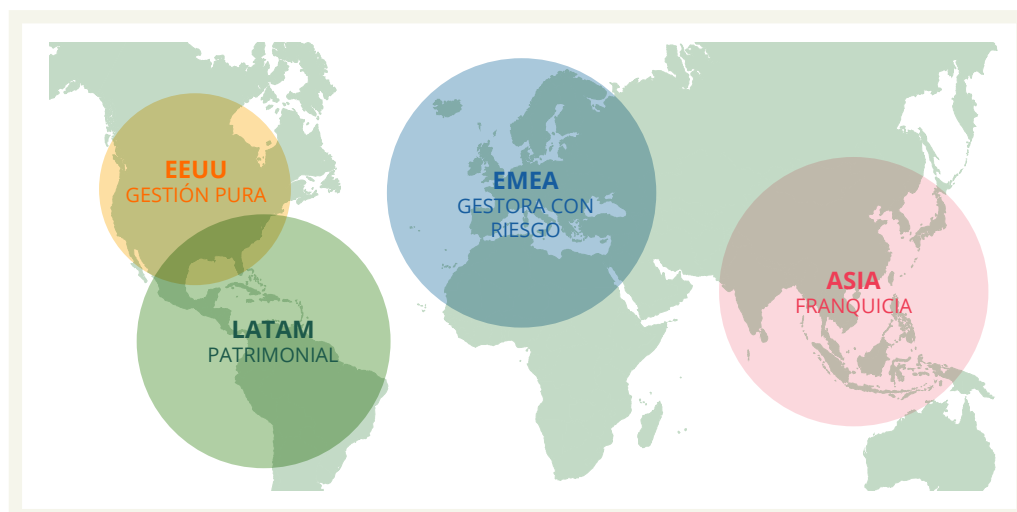 EEUU
GESTIÓN PURA
EMEA
GESTORA CON
RIESGO
ASIA
FRANQUICIA
LATAM
PATRIMONIAL